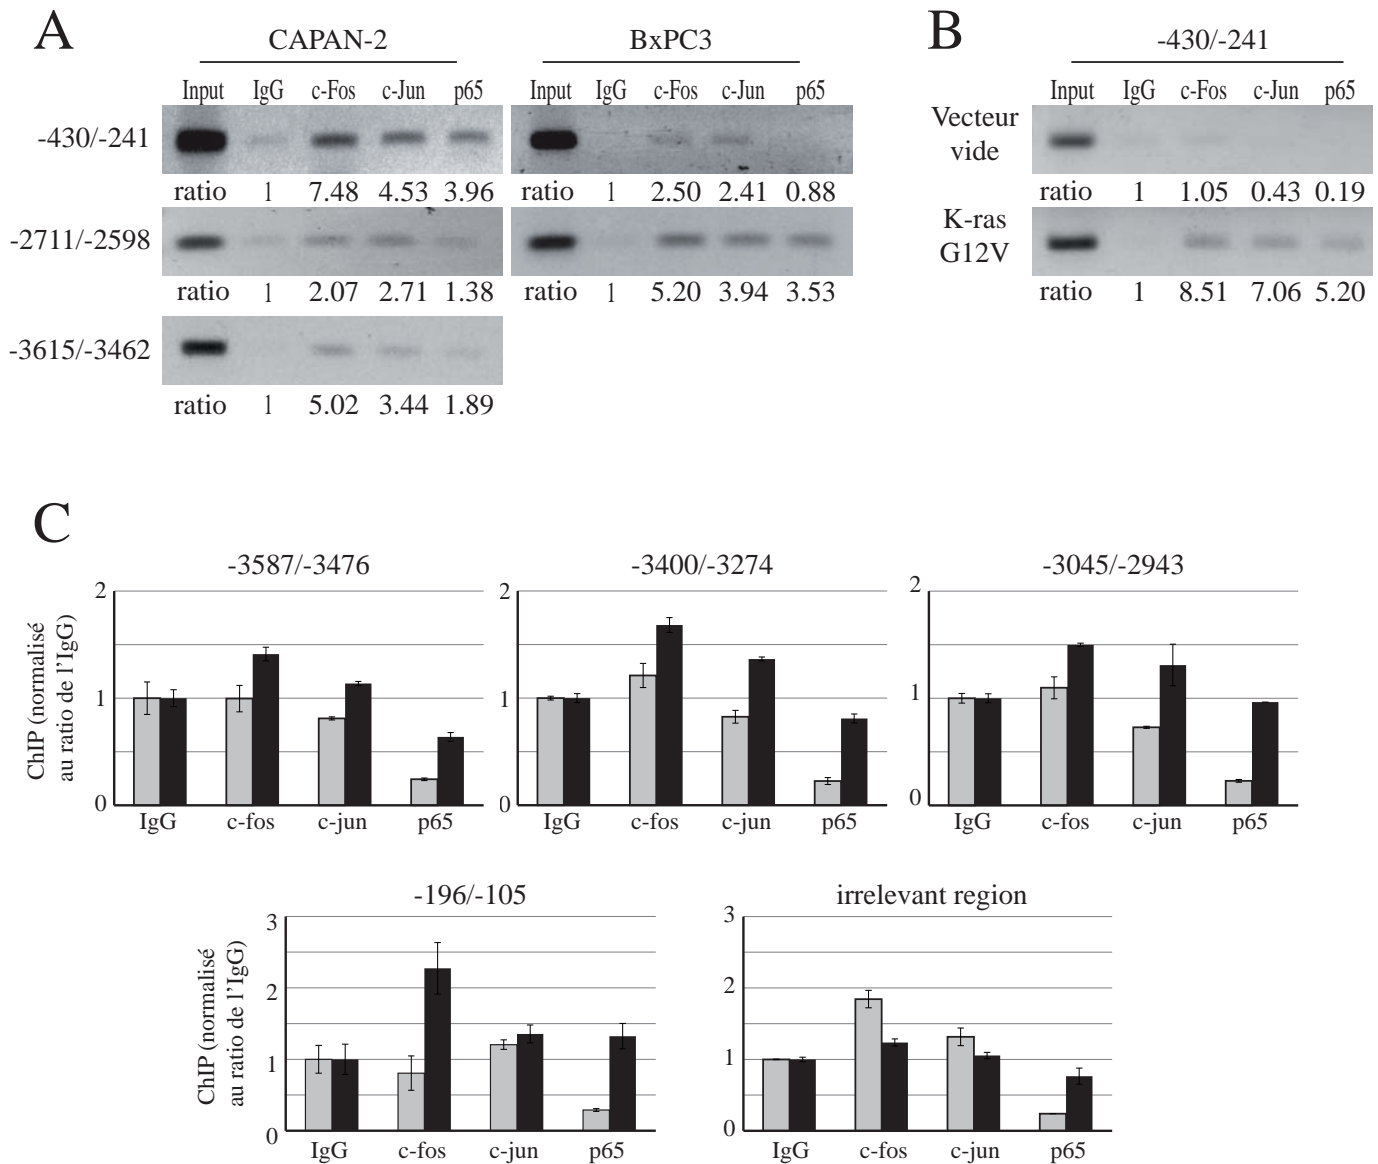 A
CAPAN-2
BxPC3
Input IgG c-Fos c-Jun p65
Input IgG c-Fos c-Jun p65
-430/-241
ratio 1 7.48 4.53 3.96
ratio 1 2.50 2.41 0.88
-2711/-2598
ratio 1 2.07 2.71 1.38
ratio 1 5.20 3.94 3.53
-3615/-3462
ratio 1 5.02 3.44 1.89
B
-430/-241
Input IgG c-Fos c-Jun p65
Vecteur
vide
ratio 1 1.05 0.43 0.19
K-ras
G12V
ratio 1 8.51 7.06 5.20
C
-3587/-3476
ChIP (normalisé
au ratio de l'IgG)
2
1
0
IgG c-fos c-jun p65
-3400/-3274
2
1
0
IgG c-fos c-jun p65
-3045/-2943
2
1
0
IgG c-fos c-jun p65
-196/-105
ChIP (normalisé
au ratio de l'IgG)
3
2
1
0
IgG c-fos c-jun p65
irrelevant region
3
2
1
0
IgG c-fos c-jun p65